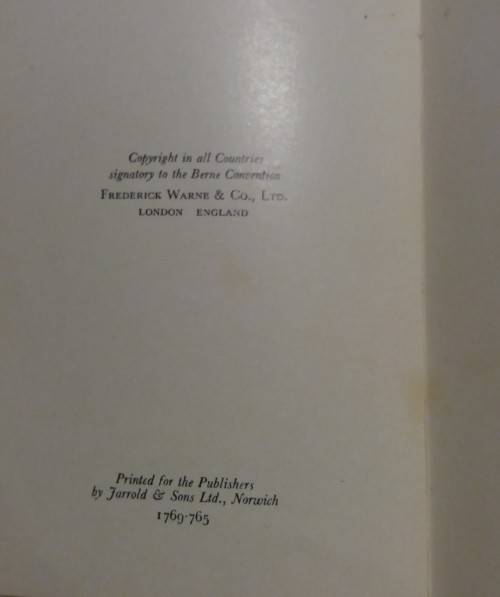 Copyright in all Countries
signatory to the Berne Convention
FREDERICK WARNE & CO., LTD.
LONDON ENGLAND
Printed for the Publishers
by Jarrold & Sons Ltd., Norwich
1769·765